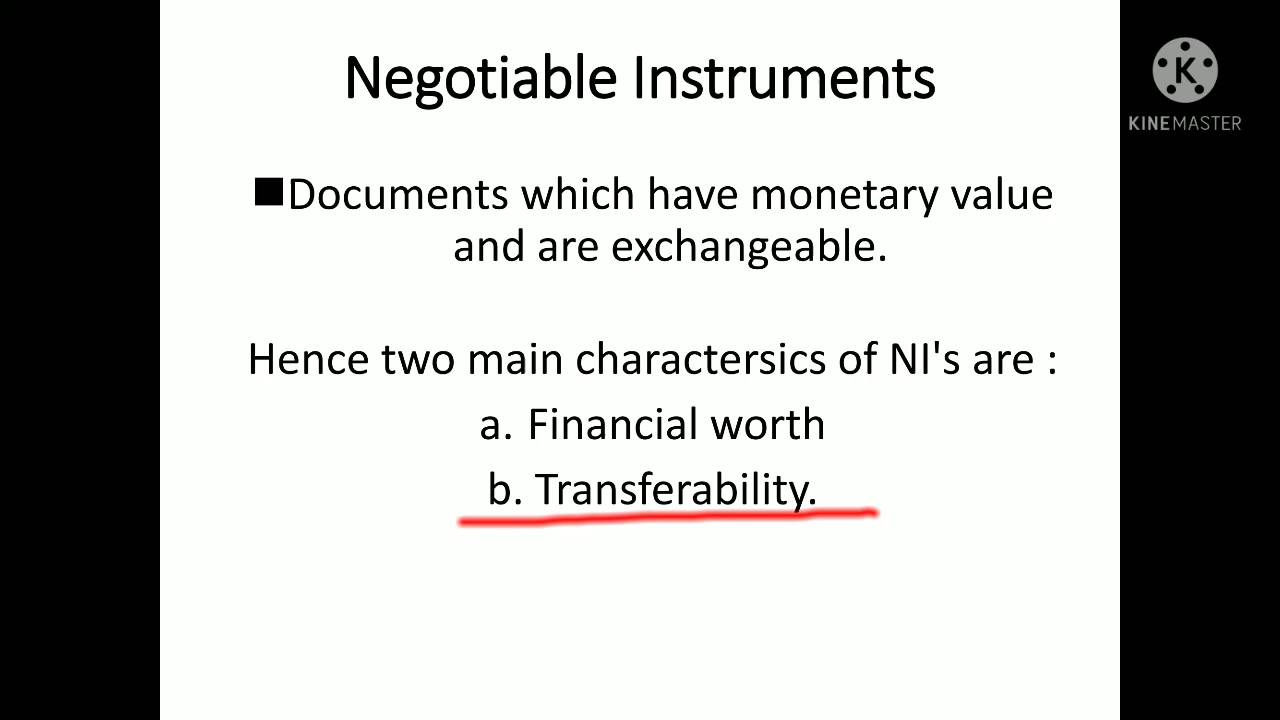 Negotiable Instruments
K
KINEMASTER
■Documents which have monetary value
and are exchangeable.
Hence two main charactersics of NI's are :
a. Financial worth
b. Transferability.